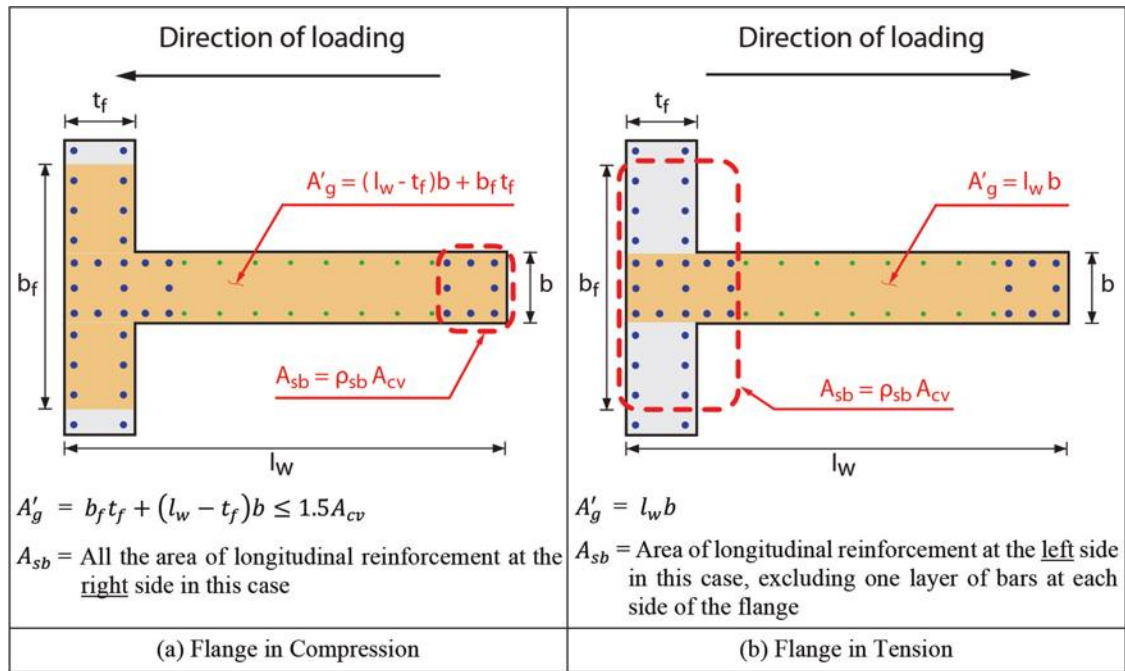 Direction of loading
t_f
A'_g = (l_w - t_f)b + b_f t_f
b_f
b
A_sb = ρ_sb A_cv
l_w
A'_g = b_f t_f + (l_w - t_f)b ≤ 1.5A_cv
A_sb = All the area of longitudinal reinforcement at the
right side in this case
(a) Flange in Compression
Direction of loading
t_f
A'_g = l_w b
b_f
b
A_sb = ρ_sb A_cv
l_w
A'_g = l_w b
A_sb = Area of longitudinal reinforcement at the left side
in this case, excluding one layer of bars at each
side of the flange
(b) Flange in Tension